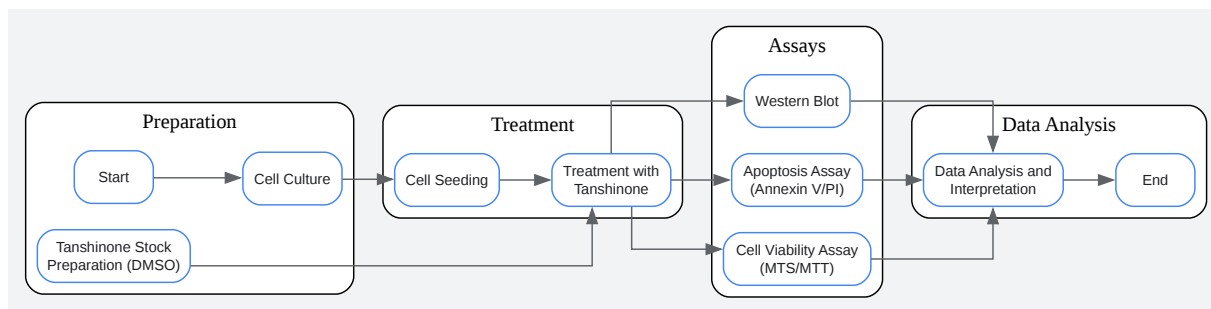 Preparation
Start
Cell Culture
Tanshinone Stock
Preparation (DMSO)
Treatment
Cell Seeding
Treatment with
Tanshinone
Assays
Western Blot
Apoptosis Assay
(Annexin V/PI)
Cell Viability Assay
(MTS/MTT)
Data Analysis
Data Analysis and
Interpretation
End